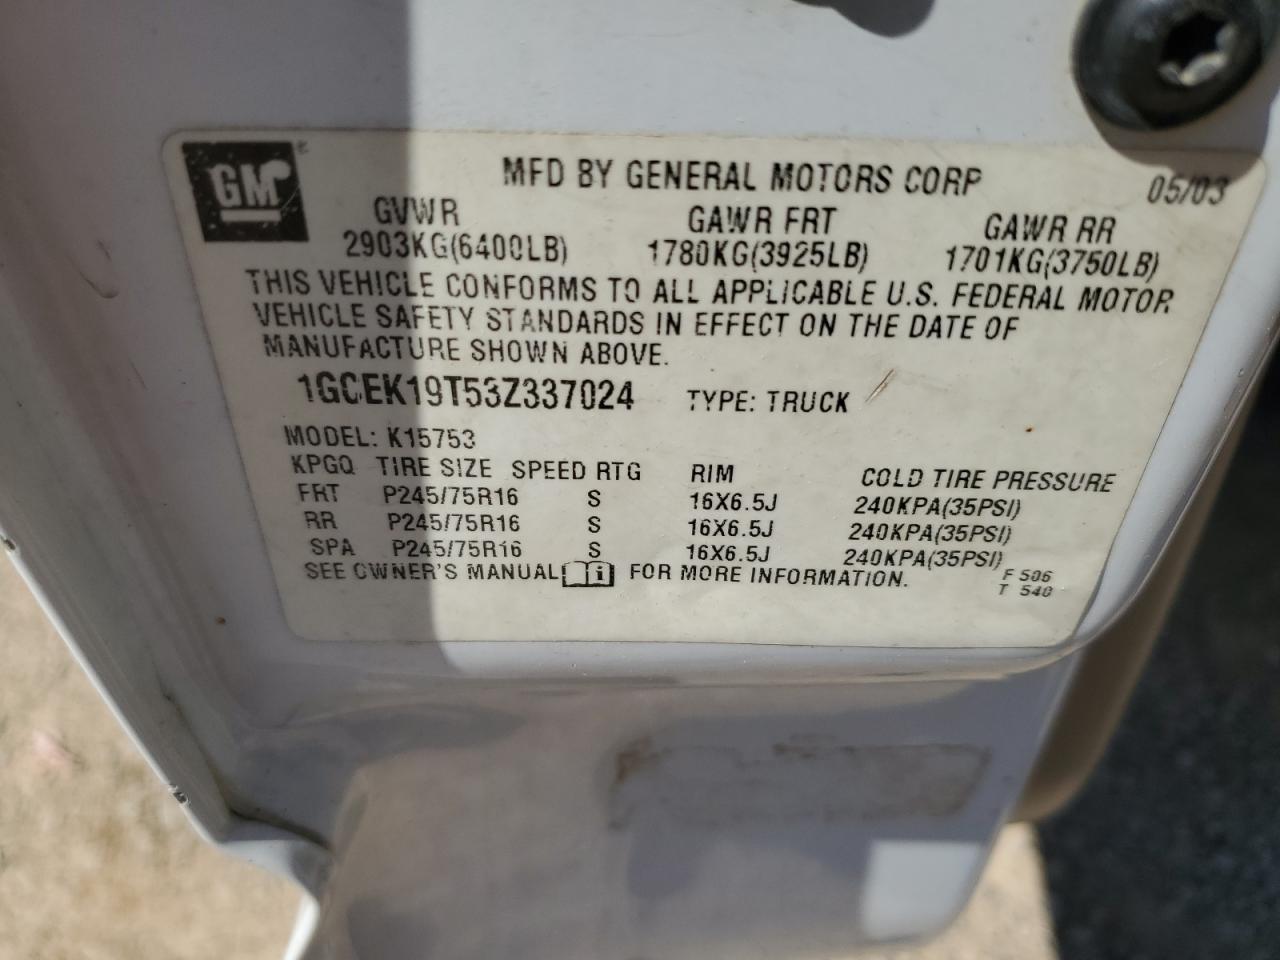 GM
MFD BY GENERAL MOTORS CORP 05/03
GVWR GAWR FRT GAWR RR
2903KG(6400LB) 1780KG(3925LB) 1701KG(3750LB)
THIS VEHICLE CONFORMS TO ALL APPLICABLE U.S. FEDERAL MOTOR
VEHICLE SAFETY STANDARDS IN EFFECT ON THE DATE OF
MANUFACTURE SHOWN ABOVE.
1GCEK19T53Z337024 TYPE: TRUCK
MODEL: K15753
KPGQ TIRE SIZE SPEED RTG RIM COLD TIRE PRESSURE
FRT P245/75R16 S 16X6.5J 240KPA(35PSI)
RR P245/75R16 S 16X6.5J 240KPA(35PSI)
SPA P245/75R16 S 16X6.5J 240KPA(35PSI)
SEE OWNER'S MANUAL FOR MORE INFORMATION. F 506
T 540